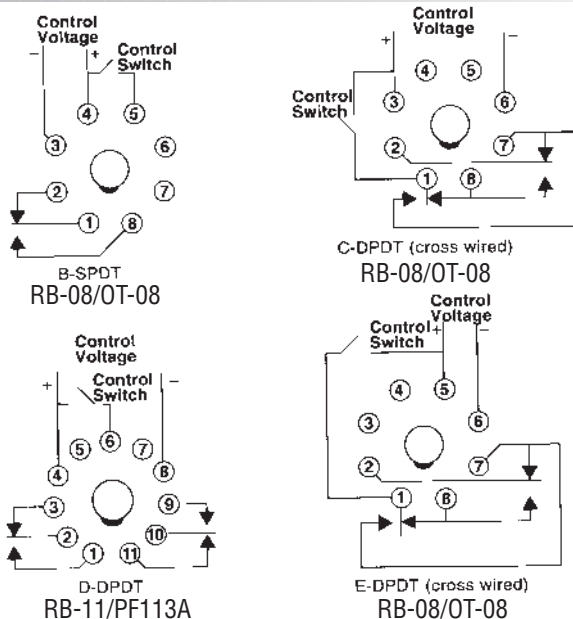 Control
Voltage
−
+
Control
Switch
4
5
3
6
2
7
1
8
B-SPDT
RB-08/OT-08
Control
Voltage
+
−
4
5
Control
Switch
3
6
2
7
1
8
C-DPDT (cross wired)
RB-08/OT-08
Control
Voltage
+
Control
Switch
−
6
5
7
4
8
3
9
2
10
1
11
D-DPDT
RB-11/PF113A
Control
Voltage
Control
Switch
+
−
4
5
3
6
2
7
1
8
E-DPDT (cross wired)
RB-08/OT-08